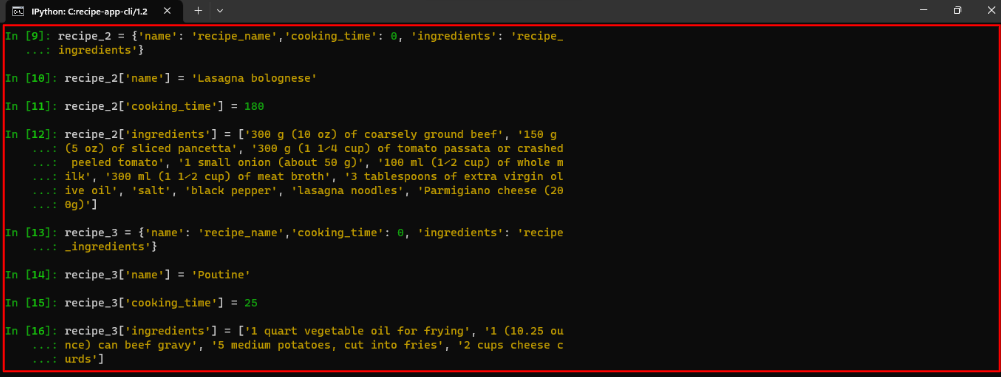 IPython: C:recipe-app-cli/1.2
In [9]: recipe_2 = {'name': 'recipe_name','cooking_time': 0, 'ingredients': 'recipe_
...: ingredients'}
In [10]: recipe_2['name'] = 'Lasagna bolognese'
In [11]: recipe_2['cooking_time'] = 180
In [12]: recipe_2['ingredients'] = ['300 g (10 oz) of coarsely ground beef', '150 g
...: (5 oz) of sliced pancetta', '300 g (1 1⁄4 cup) of tomato passata or crashed
...:  peeled tomato', '1 small onion (about 50 g)', '100 ml (1⁄2 cup) of whole m
...: ilk', '300 ml (1 1⁄2 cup) of meat broth', '3 tablespoons of extra virgin ol
...: ive oil', 'salt', 'black pepper', 'lasagna noodles', 'Parmigiano cheese (20
...: 0g)']
In [13]: recipe_3 = {'name': 'recipe_name','cooking_time': 0, 'ingredients': 'recipe
...: _ingredients'}
In [14]: recipe_3['name'] = 'Poutine'
In [15]: recipe_3['cooking_time'] = 25
In [16]: recipe_3['ingredients'] = ['1 quart vegetable oil for frying', '1 (10.25 ou
...: nce) can beef gravy', '5 medium potatoes, cut into fries', '2 cups cheese c
...: urds']